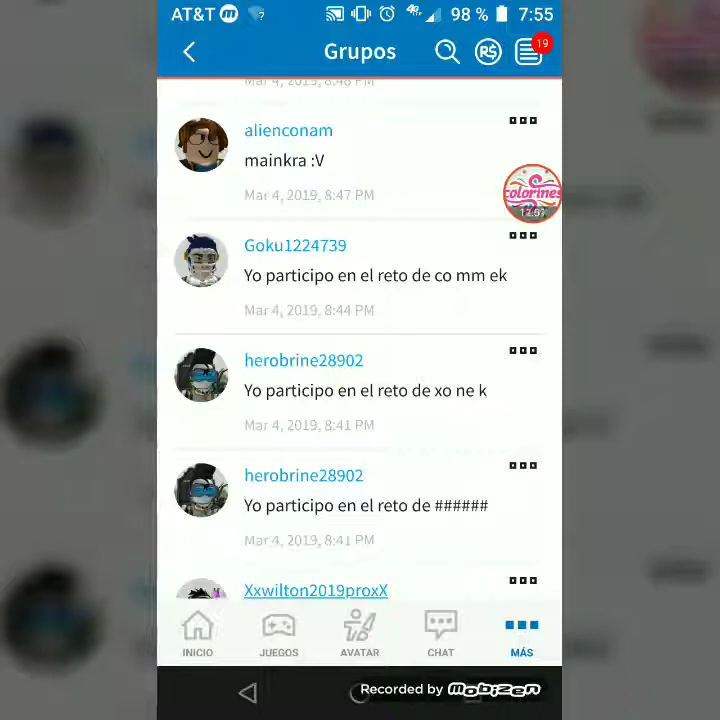 AT&T m ? 4G 98 % 7:55
Grupos R$ 19
Mar 4, 2019, 8:48 PM
alienconam
mainkra :V
Mar 4, 2019, 8:47 PM
colorines
Goku1224739
Yo participo en el reto de co mm ek
Mar 4, 2019, 8:44 PM
herobrine28902
Yo participo en el reto de xo ne k
Mar 4, 2019, 8:41 PM
herobrine28902
Yo participo en el reto de ######
Mar 4, 2019, 8:41 PM
Xxwilton2019proxX
INICIO JUEGOS AVATAR CHAT MÁS
Recorded by mobizen